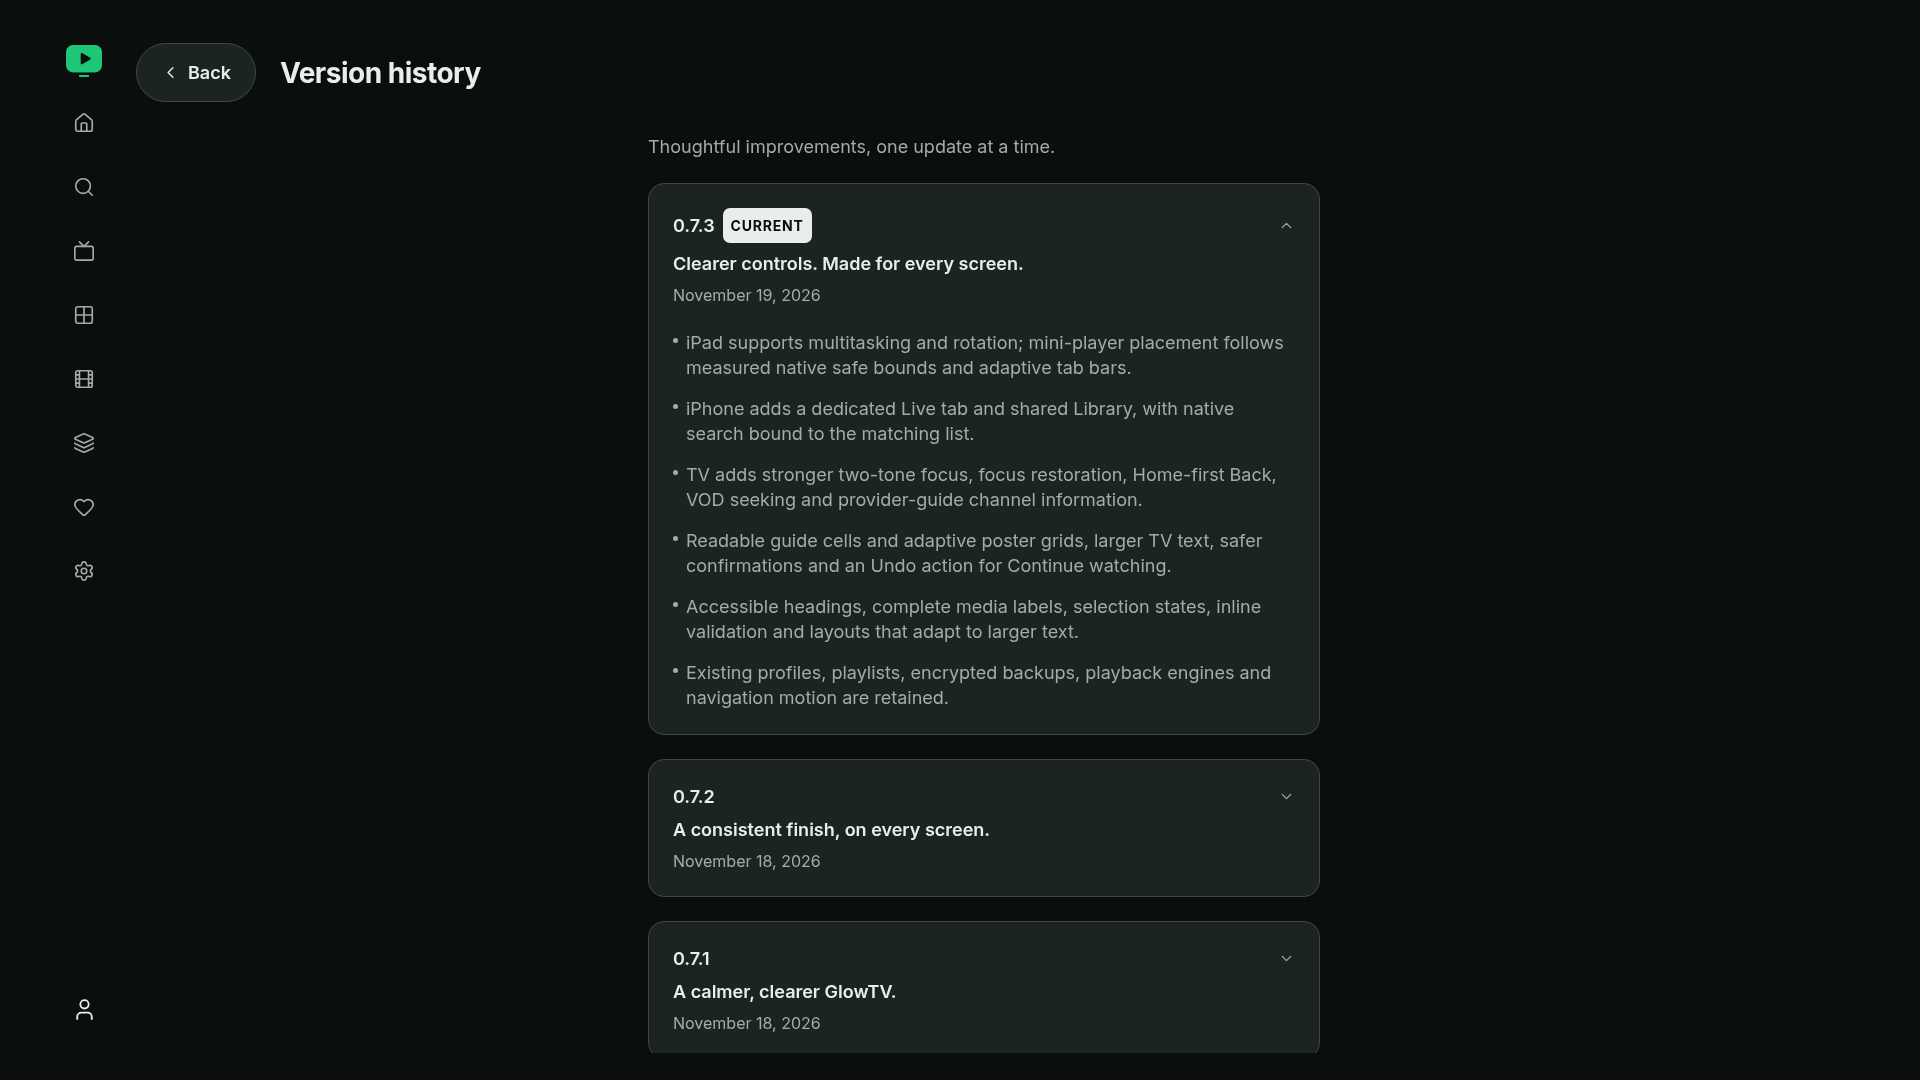 Back
Version history
Thoughtful improvements, one update at a time.
0.7.3 CURRENT
Clearer controls. Made for every screen.
November 19, 2026
• iPad supports multitasking and rotation; mini-player placement follows
measured native safe bounds and adaptive tab bars.
• iPhone adds a dedicated Live tab and shared Library, with native
search bound to the matching list.
• TV adds stronger two-tone focus, focus restoration, Home-first Back,
VOD seeking and provider-guide channel information.
• Readable guide cells and adaptive poster grids, larger TV text, safer
confirmations and an Undo action for Continue watching.
• Accessible headings, complete media labels, selection states, inline
validation and layouts that adapt to larger text.
• Existing profiles, playlists, encrypted backups, playback engines and
navigation motion are retained.
0.7.2
A consistent finish, on every screen.
November 18, 2026
0.7.1
A calmer, clearer GlowTV.
November 18, 2026